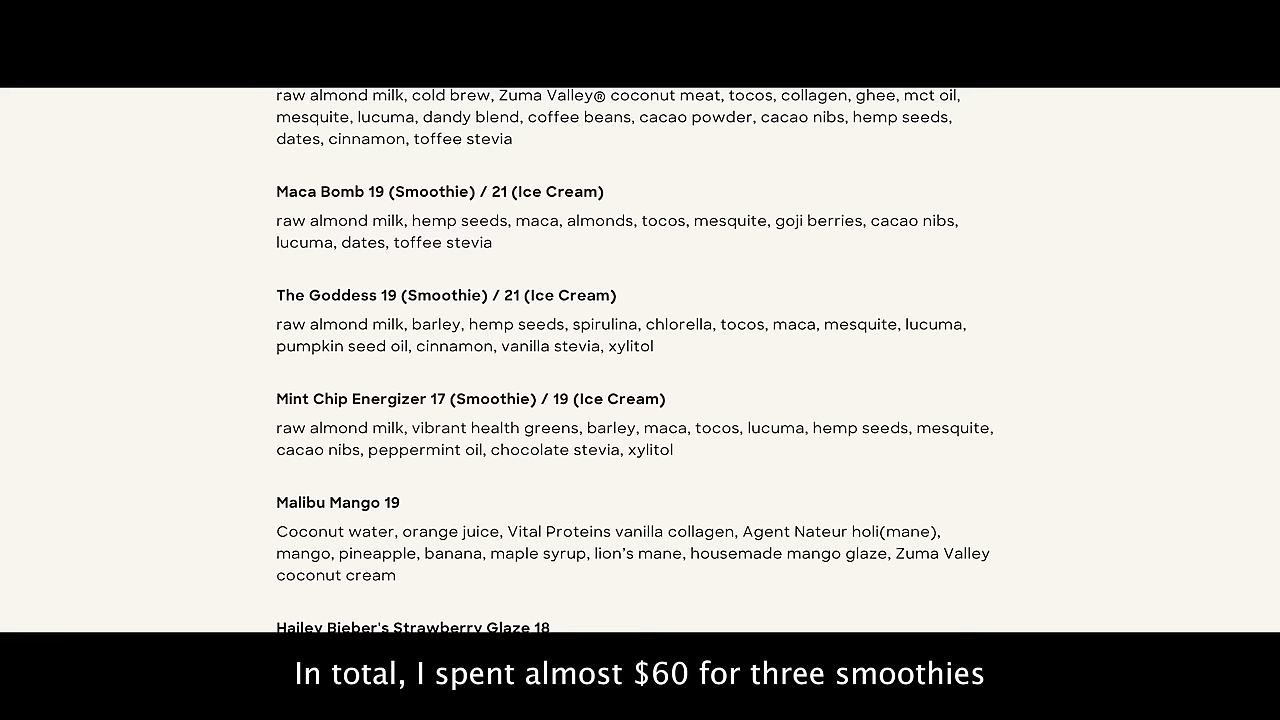 raw almond milk, cold brew, Zuma Valley® coconut meat, tocos, collagen, ghee, mct oil,
mesquite, lucuma, dandy blend, coffee beans, cacao powder, cacao nibs, hemp seeds,
dates, cinnamon, toffee stevia
Maca Bomb 19 (Smoothie) / 21 (Ice Cream)
raw almond milk, hemp seeds, maca, almonds, tocos, mesquite, goji berries, cacao nibs,
lucuma, dates, toffee stevia
The Goddess 19 (Smoothie) / 21 (Ice Cream)
raw almond milk, barley, hemp seeds, spirulina, chlorella, tocos, maca, mesquite, lucuma,
pumpkin seed oil, cinnamon, vanilla stevia, xylitol
Mint Chip Energizer 17 (Smoothie) / 19 (Ice Cream)
raw almond milk, vibrant health greens, barley, maca, tocos, lucuma, hemp seeds, mesquite,
cacao nibs, peppermint oil, chocolate stevia, xylitol
Malibu Mango 19
Coconut water, orange juice, Vital Proteins vanilla collagen, Agent Nateur holi(mane),
mango, pineapple, banana, maple syrup, lion's mane, housemade mango glaze, Zuma Valley
coconut cream
Hailey Bieber's Strawberry Glaze 18
In total, I spent almost $60 for three smoothies